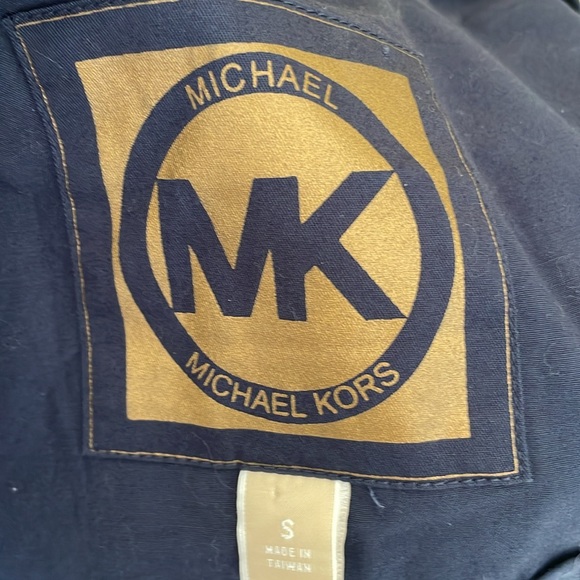 MICHAEL
MK
MICHAEL KORS
S
MADE IN
TAIWAN